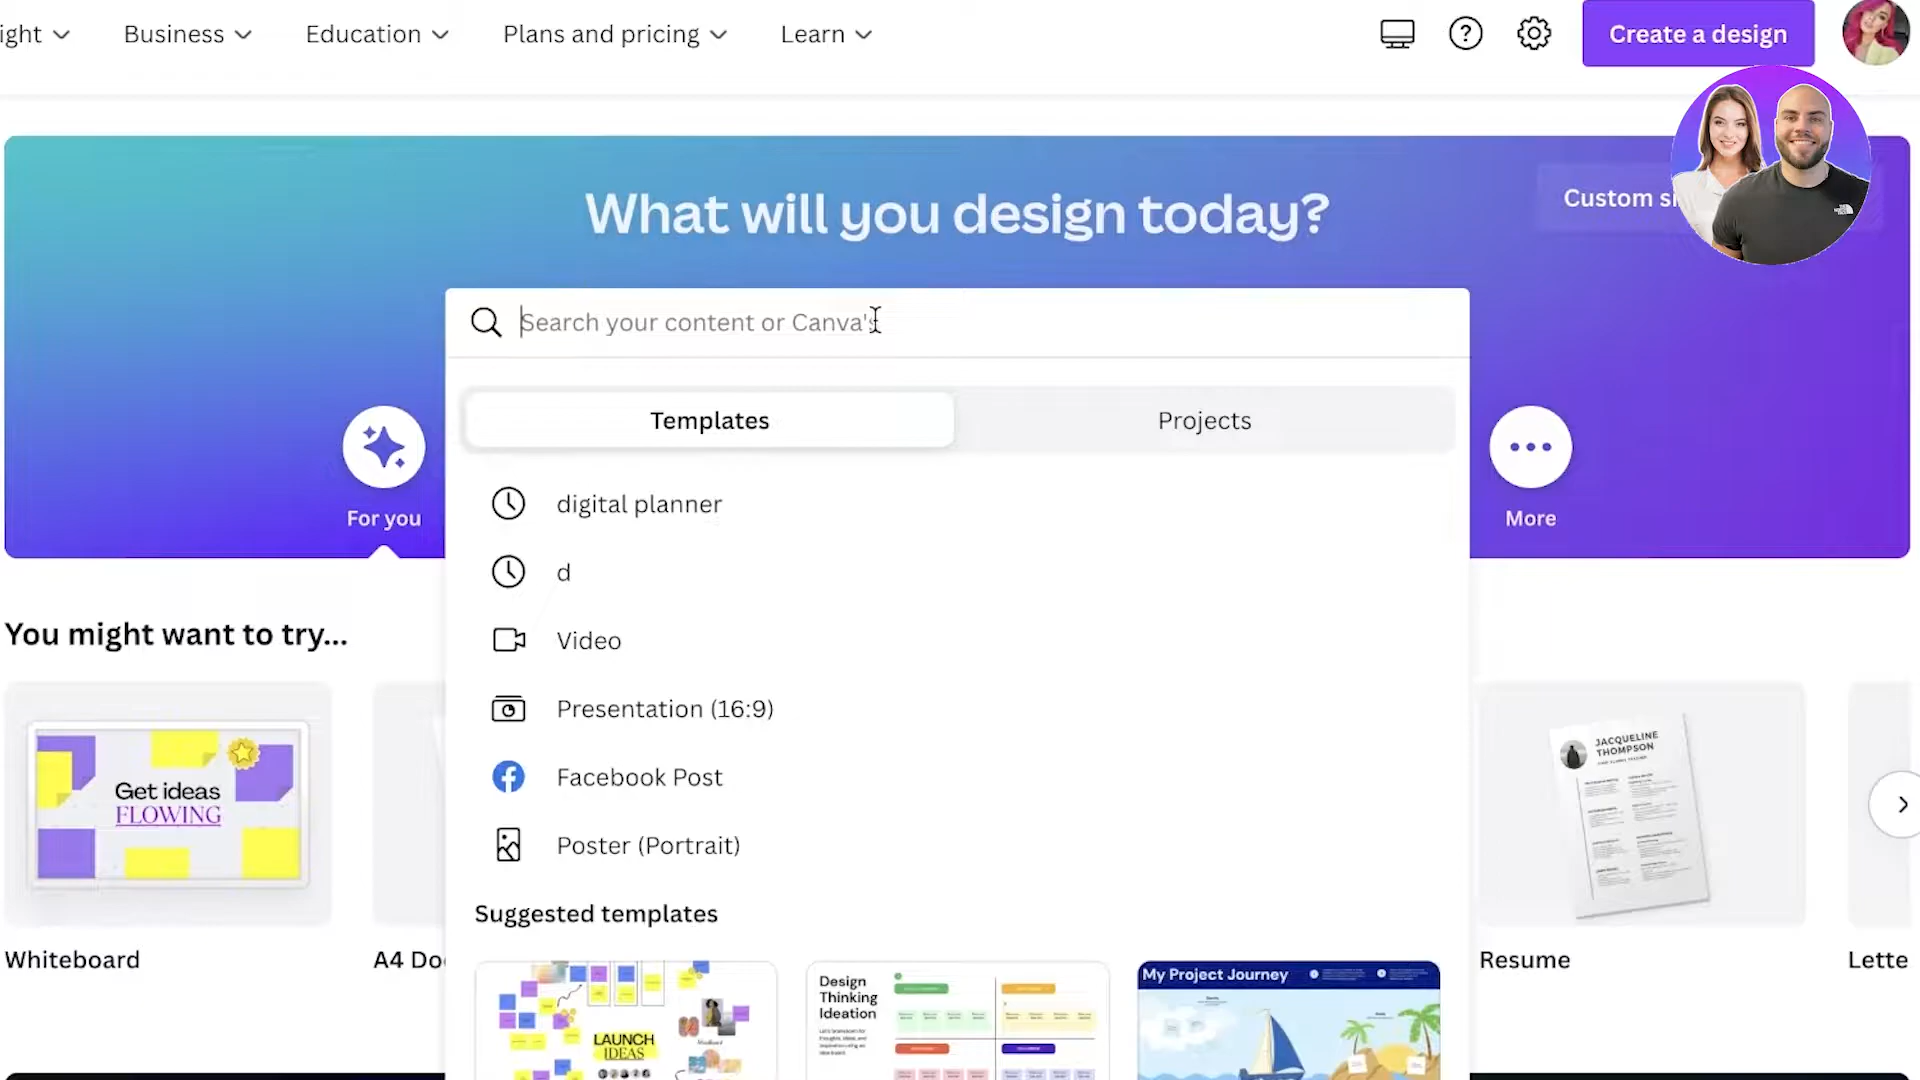 ight
Business
Education
Plans and pricing
Learn
Create a design
What will you design today?
Custom si
Search your content or Canva's
Templates
Projects
digital planner
d
Video
Presentation (16:9)
Facebook Post
Poster (Portrait)
For you
More
You might want to try...
Get ideas
FLOWING
JACQUELINE
THOMPSON
Whiteboard
A4 Do
Resume
Lette
Suggested templates
LAUNCH
IDEAS
Design
Thinking
Ideation
My Project Journey